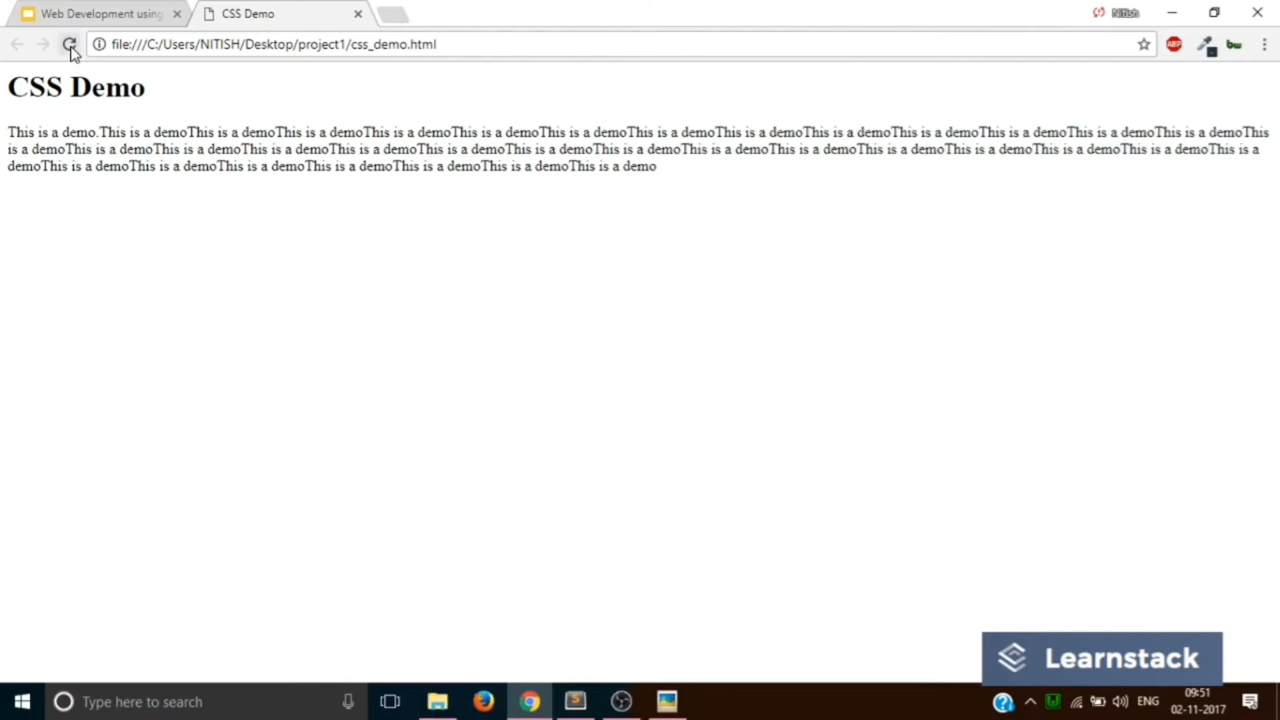 Web Development using
CSS Demo
Nitish
file:///C:/Users/NITISH/Desktop/project1/css_demo.html
ABP
bw
CSS Demo
This is a demo.This is a demoThis is a demoThis is a demoThis is a demoThis is a demoThis is a demoThis is a demoThis is a demoThis is a demoThis is a demoThis is a demoThis is a demoThis is a demoThis
is a demoThis is a demoThis is a demoThis is a demoThis is a demoThis is a demoThis is a demoThis is a demoThis is a demoThis is a demoThis is a demoThis is a demoThis is a demoThis is a demoThis is a
demoThis is a demoThis is a demoThis is a demoThis is a demoThis is a demoThis is a demoThis is a demo
Learnstack
Type here to search
ENG
09:51
02-11-2017